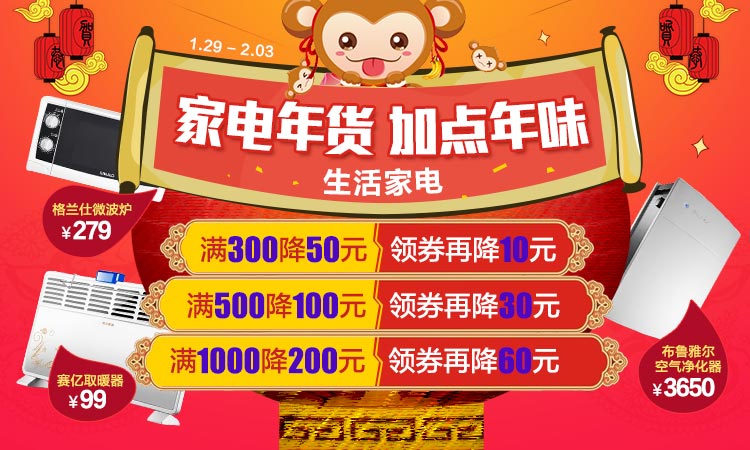 賀
恭
賀
恭
1.29 – 2.03
家电年货 加点年味
生活家电
格兰仕微波炉
¥279
满300降50元 领券再降10元
满500降100元 领券再降30元
满1000降200元 领券再降60元
赛亿取暖器
¥99
布鲁雅尔
空气净化器
¥3650